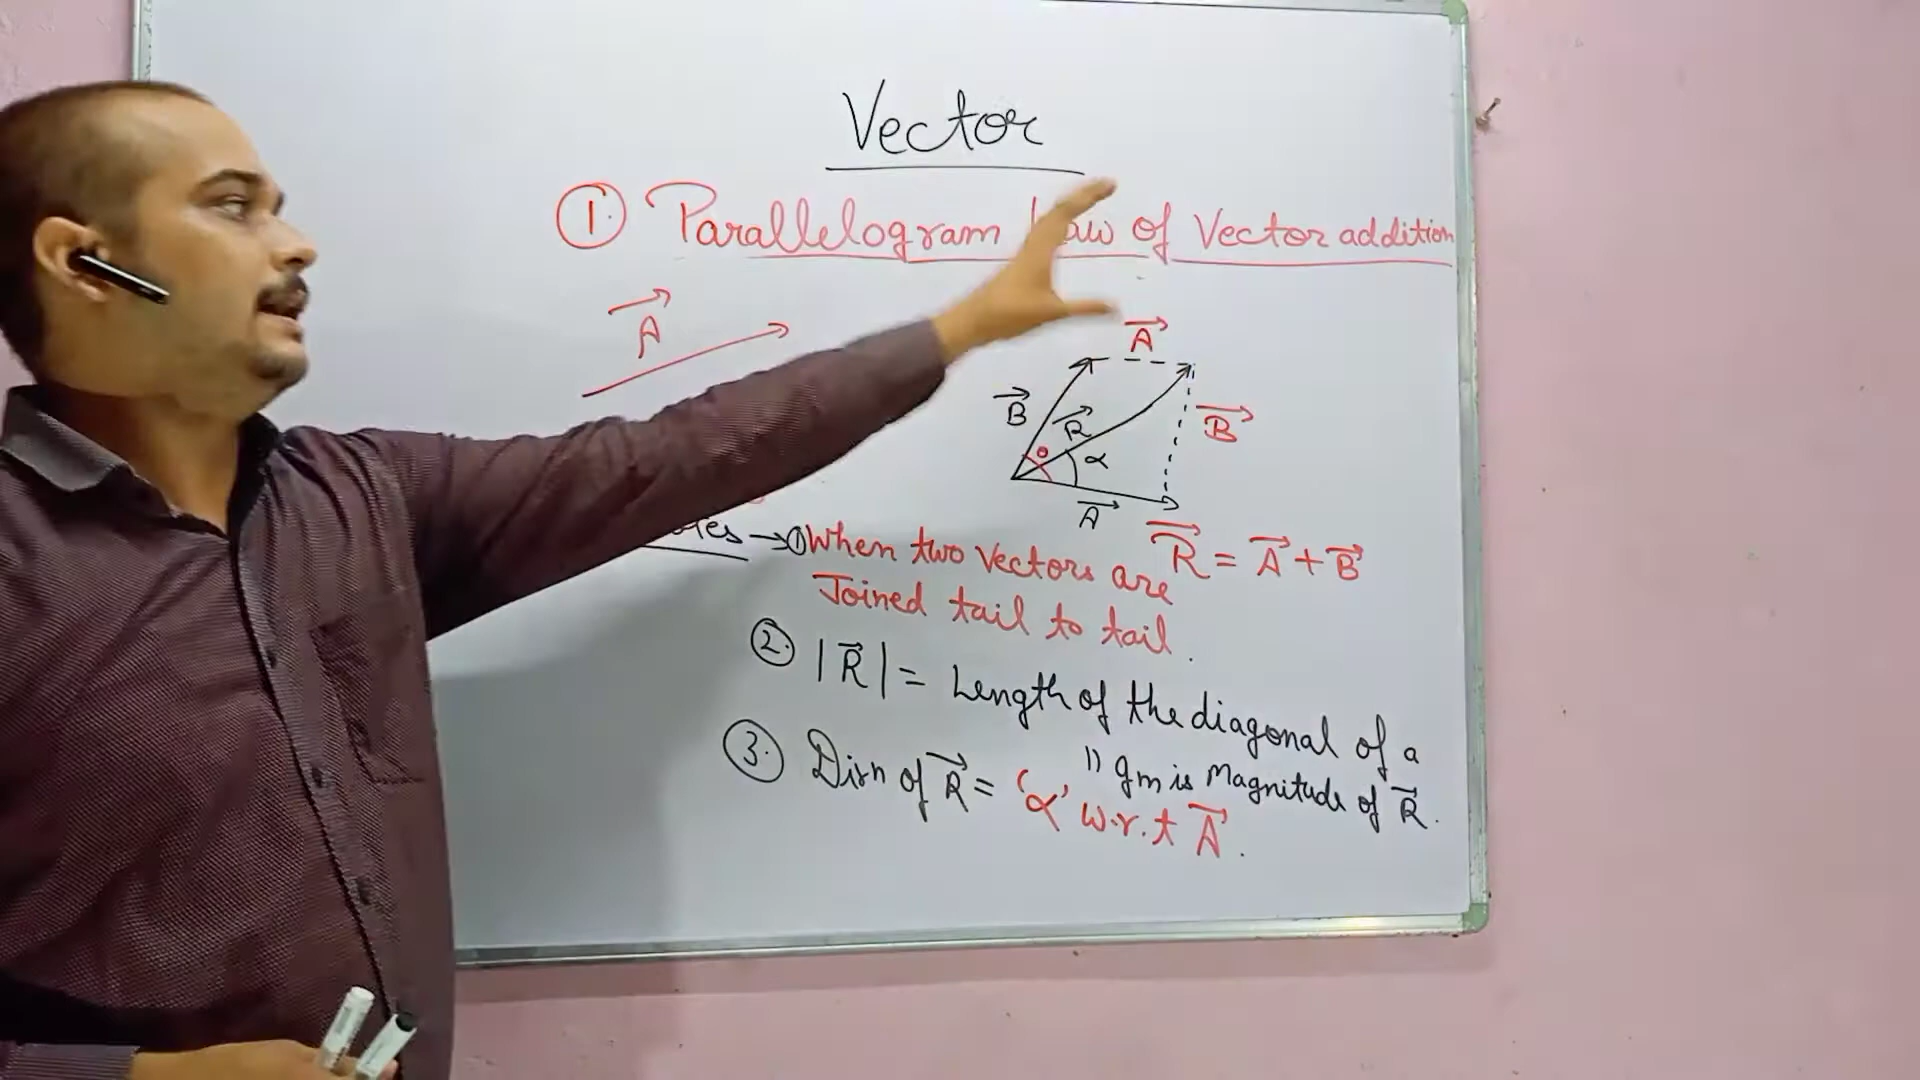 Vector
① Parallelogram Law of Vector addition
A⃗
A⃗
B⃗
R⃗
B⃗
θ
α
A⃗
R⃗ = A⃗ + B⃗
→ ① When two Vectors are
Joined tail to tail.
② |R⃗| = Length of the diagonal of a
||gm is Magnitude of R⃗.
③ Dirn of R⃗ = 'α' w.r.t A⃗.